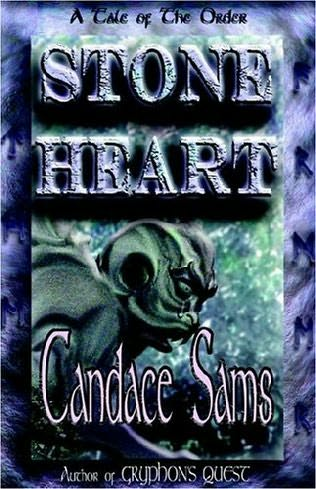 A Tale of The Order
STONE
HEART
Candace Sams
Author of GRYPHON'S QUEST